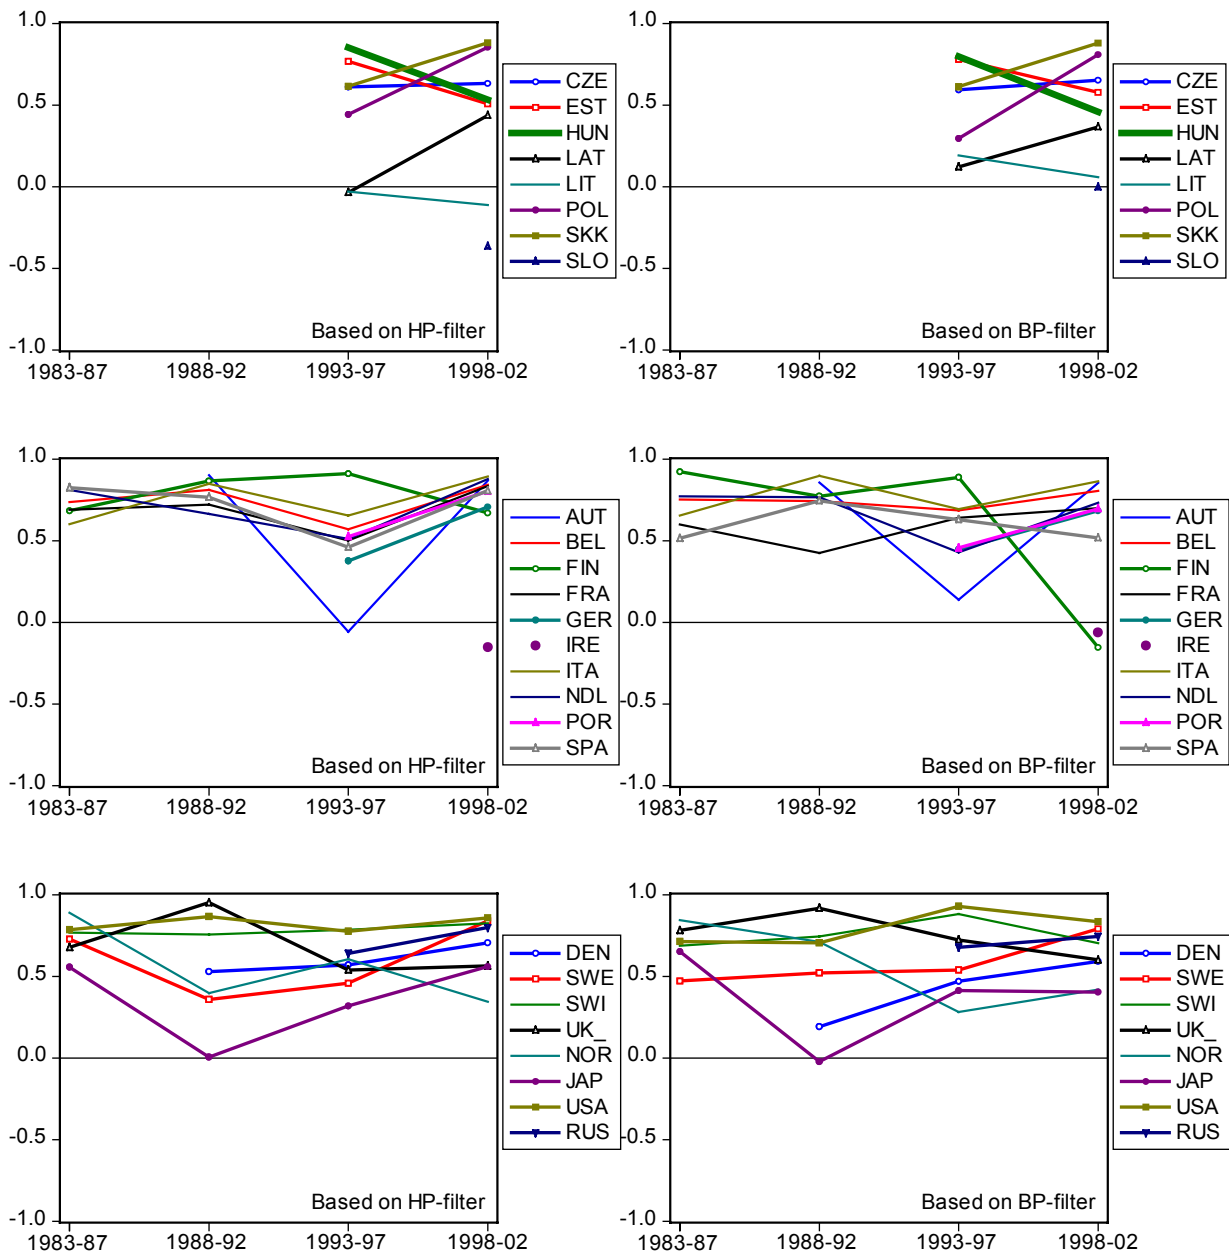 1.0
0.5
0.0
-0.5
-1.0
1983-87 1988-92 1993-97 1998-02
Based on HP-filter
CZE
EST
HUN
LAT
LIT
POL
SKK
SLO
1.0
0.5
0.0
-0.5
-1.0
1983-87 1988-92 1993-97 1998-02
Based on BP-filter
CZE
EST
HUN
LAT
LIT
POL
SKK
SLO
1.0
0.5
0.0
-0.5
-1.0
1983-87 1988-92 1993-97 1998-02
Based on HP-filter
AUT
BEL
FIN
FRA
GER
IRE
ITA
NDL
POR
SPA
1.0
0.5
0.0
-0.5
-1.0
1983-87 1988-92 1993-97 1998-02
Based on BP-filter
AUT
BEL
FIN
FRA
GER
IRE
ITA
NDL
POR
SPA
1.0
0.5
0.0
-0.5
-1.0
1983-87 1988-92 1993-97 1998-02
Based on HP-filter
DEN
SWE
SWI
UK_
NOR
JAP
USA
RUS
1.0
0.5
0.0
-0.5
-1.0
1983-87 1988-92 1993-97 1998-02
Based on BP-filter
DEN
SWE
SWI
UK_
NOR
JAP
USA
RUS